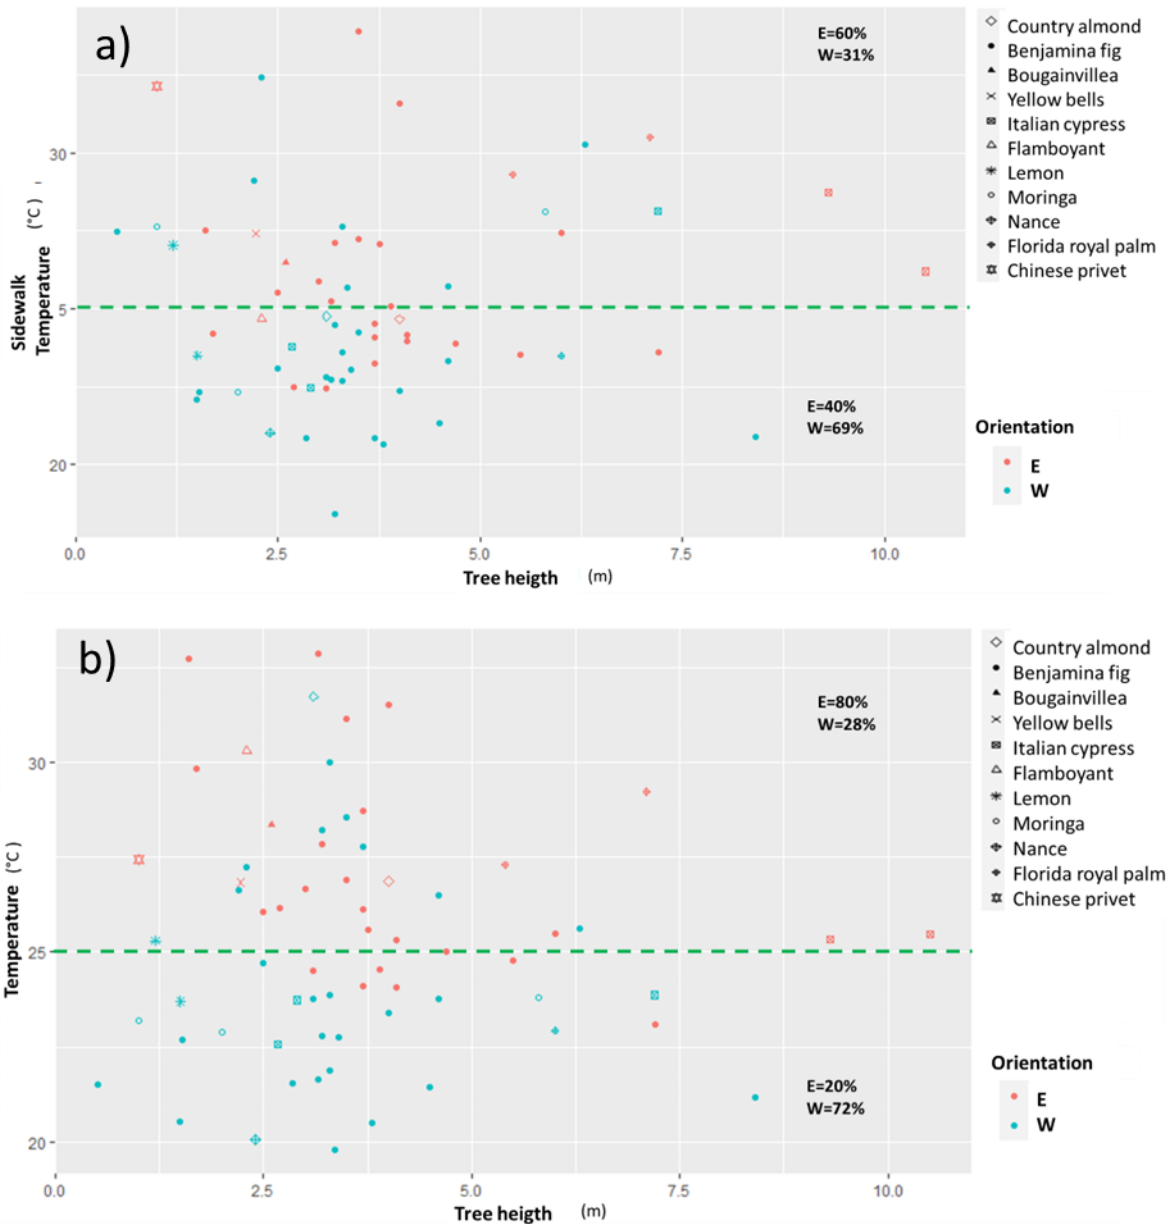 a)
E=60%
W=31%
Country almond
Benjamina fig
Bougainvillea
Yellow bells
Italian cypress
Flamboyant
Lemon
Moringa
Nance
Florida royal palm
Chinese privet
Sidewalk
Temperature
(°C)
30
5
20
E=40%
W=69%
Orientation
E
W
0.0
2.5
5.0
7.5
10.0
Tree heigth (m)
b)
E=80%
W=28%
Country almond
Benjamina fig
Bougainvillea
Yellow bells
Italian cypress
Flamboyant
Lemon
Moringa
Nance
Florida royal palm
Chinese privet
Temperature (°C)
30
25
20
E=20%
W=72%
Orientation
E
W
0.0
2.5
5.0
7.5
10.0
Tree heigth (m)